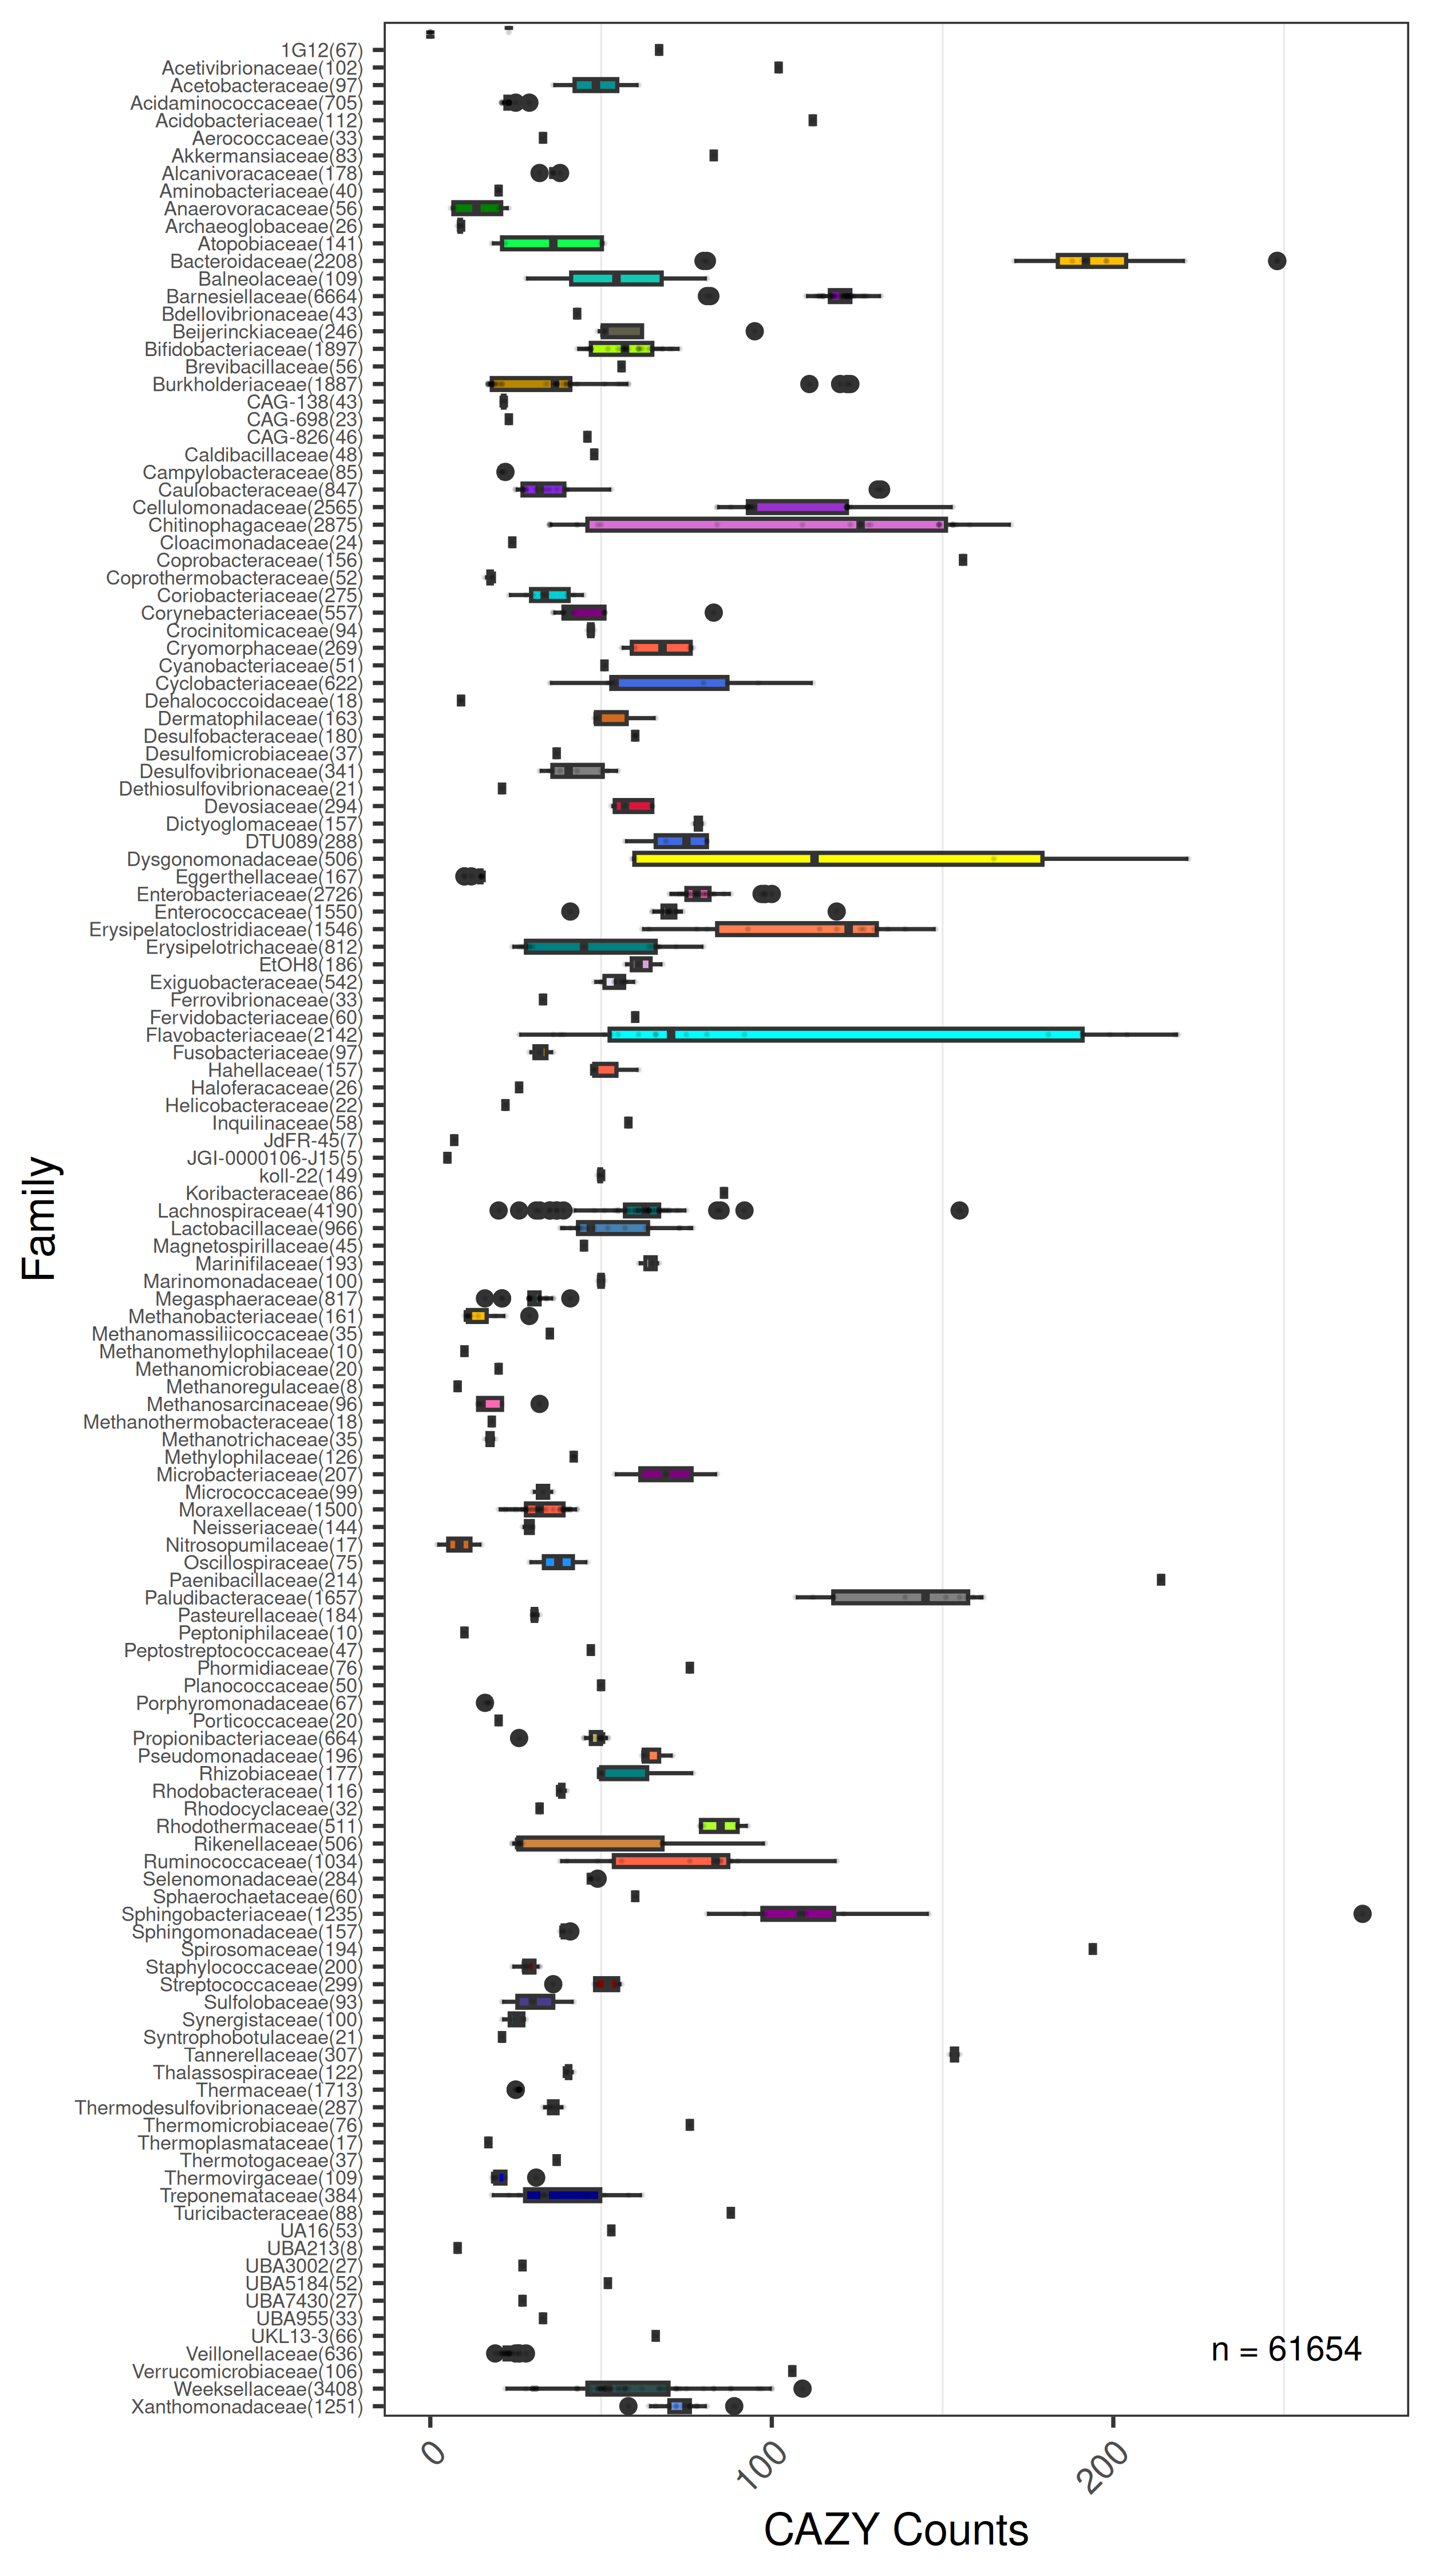 1G12(67)
Acetivibrionaceae(102)
Acetobacteraceae(97)
Acidaminococcaceae(705)
Acidobacteriaceae(112)
Aerococcaceae(33)
Akkermansiaceae(83)
Alcanivoracaceae(178)
Aminobacteriaceae(40)
Anaerovoracaceae(56)
Archaeoglobaceae(26)
Atopobiaceae(141)
Bacteroidaceae(2208)
Balneolaceae(109)
Barnesiellaceae(6664)
Bdellovibrionaceae(43)
Beijerinckiaceae(246)
Bifidobacteriaceae(1897)
Brevibacillaceae(56)
Burkholderiaceae(1887)
CAG-138(43)
CAG-698(23)
CAG-826(46)
Caldibacillaceae(48)
Campylobacteraceae(85)
Caulobacteraceae(847)
Cellulomonadaceae(2565)
Chitinophagaceae(2875)
Cloacimonadaceae(24)
Coprobacteraceae(156)
Coprothermobacteraceae(52)
Coriobacteriaceae(275)
Corynebacteriaceae(557)
Crocinitomicaceae(94)
Cryomorphaceae(269)
Cyanobacteriaceae(51)
Cyclobacteriaceae(622)
Dehalococcoidaceae(18)
Dermatophilaceae(163)
Desulfobacteraceae(180)
Desulfomicrobiaceae(37)
Desulfovibrionaceae(341)
Dethiosulfovibrionaceae(21)
Devosiaceae(294)
Dictyoglomaceae(157)
DTU089(288)
Dysgonomonadaceae(506)
Eggerthellaceae(167)
Enterobacteriaceae(2726)
Enterococcaceae(1550)
Erysipelatoclostridiaceae(1546)
Erysipelotrichaceae(812)
EtOH8(186)
Exiguobacteraceae(542)
Ferrovibrionaceae(33)
Fervidobacteriaceae(60)
Flavobacteriaceae(2142)
Fusobacteriaceae(97)
Hahellaceae(157)
Haloferacaceae(26)
Helicobacteraceae(22)
Inquilinaceae(58)
JdFR-45(7)
JGI-0000106-J15(5)
koll-22(149)
Koribacteraceae(86)
Lachnospiraceae(4190)
Lactobacillaceae(966)
Magnetospirillaceae(45)
Marinifilaceae(193)
Marinomonadaceae(100)
Megasphaeraceae(817)
Methanobacteriaceae(161)
Methanomassiliicoccaceae(35)
Methanomethylophilaceae(10)
Methanomicrobiaceae(20)
Methanoregulaceae(8)
Methanosarcinaceae(96)
Methanothermobacteraceae(18)
Methanotrichaceae(35)
Methylophilaceae(126)
Microbacteriaceae(207)
Micrococcaceae(99)
Moraxellaceae(1500)
Neisseriaceae(144)
Nitrosopumilaceae(17)
Oscillospiraceae(75)
Paenibacillaceae(214)
Paludibacteraceae(1657)
Pasteurellaceae(184)
Peptoniphilaceae(10)
Peptostreptococcaceae(47)
Phormidiaceae(76)
Planococcaceae(50)
Porphyromonadaceae(67)
Porticoccaceae(20)
Propionibacteriaceae(664)
Pseudomonadaceae(196)
Rhizobiaceae(177)
Rhodobacteraceae(116)
Rhodocyclaceae(32)
Rhodothermaceae(511)
Rikenellaceae(506)
Ruminococcaceae(1034)
Selenomonadaceae(284)
Sphaerochaetaceae(60)
Sphingobacteriaceae(1235)
Sphingomonadaceae(157)
Spirosomaceae(194)
Staphylococcaceae(200)
Streptococcaceae(299)
Sulfolobaceae(93)
Synergistaceae(100)
Syntrophobotulaceae(21)
Tannerellaceae(307)
Thalassospiraceae(122)
Thermaceae(1713)
Thermodesulfovibrionaceae(287)
Thermomicrobiaceae(76)
Thermoplasmataceae(17)
Thermotogaceae(37)
Thermovirgaceae(109)
Treponemataceae(384)
Turicibacteraceae(88)
UA16(53)
UBA213(8)
UBA3002(27)
UBA5184(52)
UBA7430(27)
UBA955(33)
UKL13-3(66)
Veillonellaceae(636)
Verrucomicrobiaceae(106)
Weeksellaceae(3408)
Xanthomonadaceae(1251)
Family
n = 61654
0
100
200
CAZY Counts